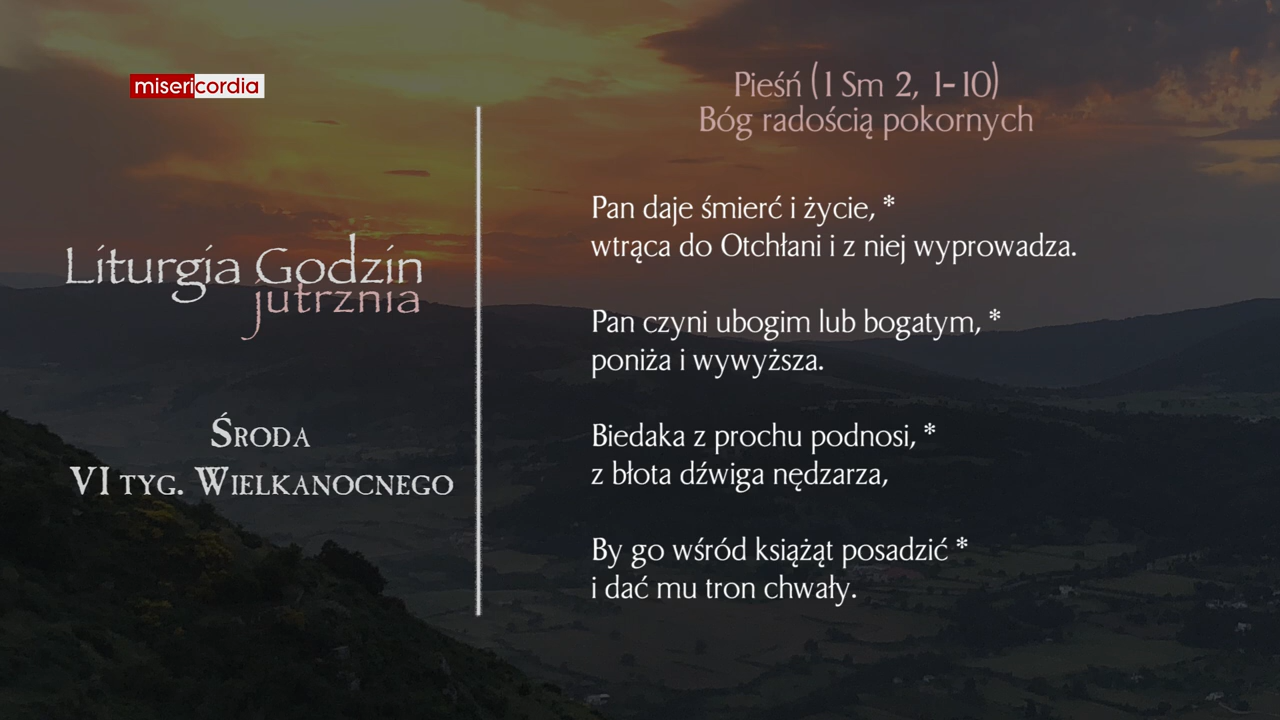 misericordia
Liturgia Godzin
jutrznia
Środa
VI tyg. Wielkanocnego
Pieśń (1 Sm 2, 1-10)
Bóg radością pokornych
Pan daje śmierć i życie, *
wtrąca do Otchłani i z niej wyprowadza.
Pan czyni ubogim lub bogatym, *
poniża i wywyższa.
Biedaka z prochu podnosi, *
z błota dźwiga nędzarza,
By go wśród książąt posadzić *
i dać mu tron chwały.